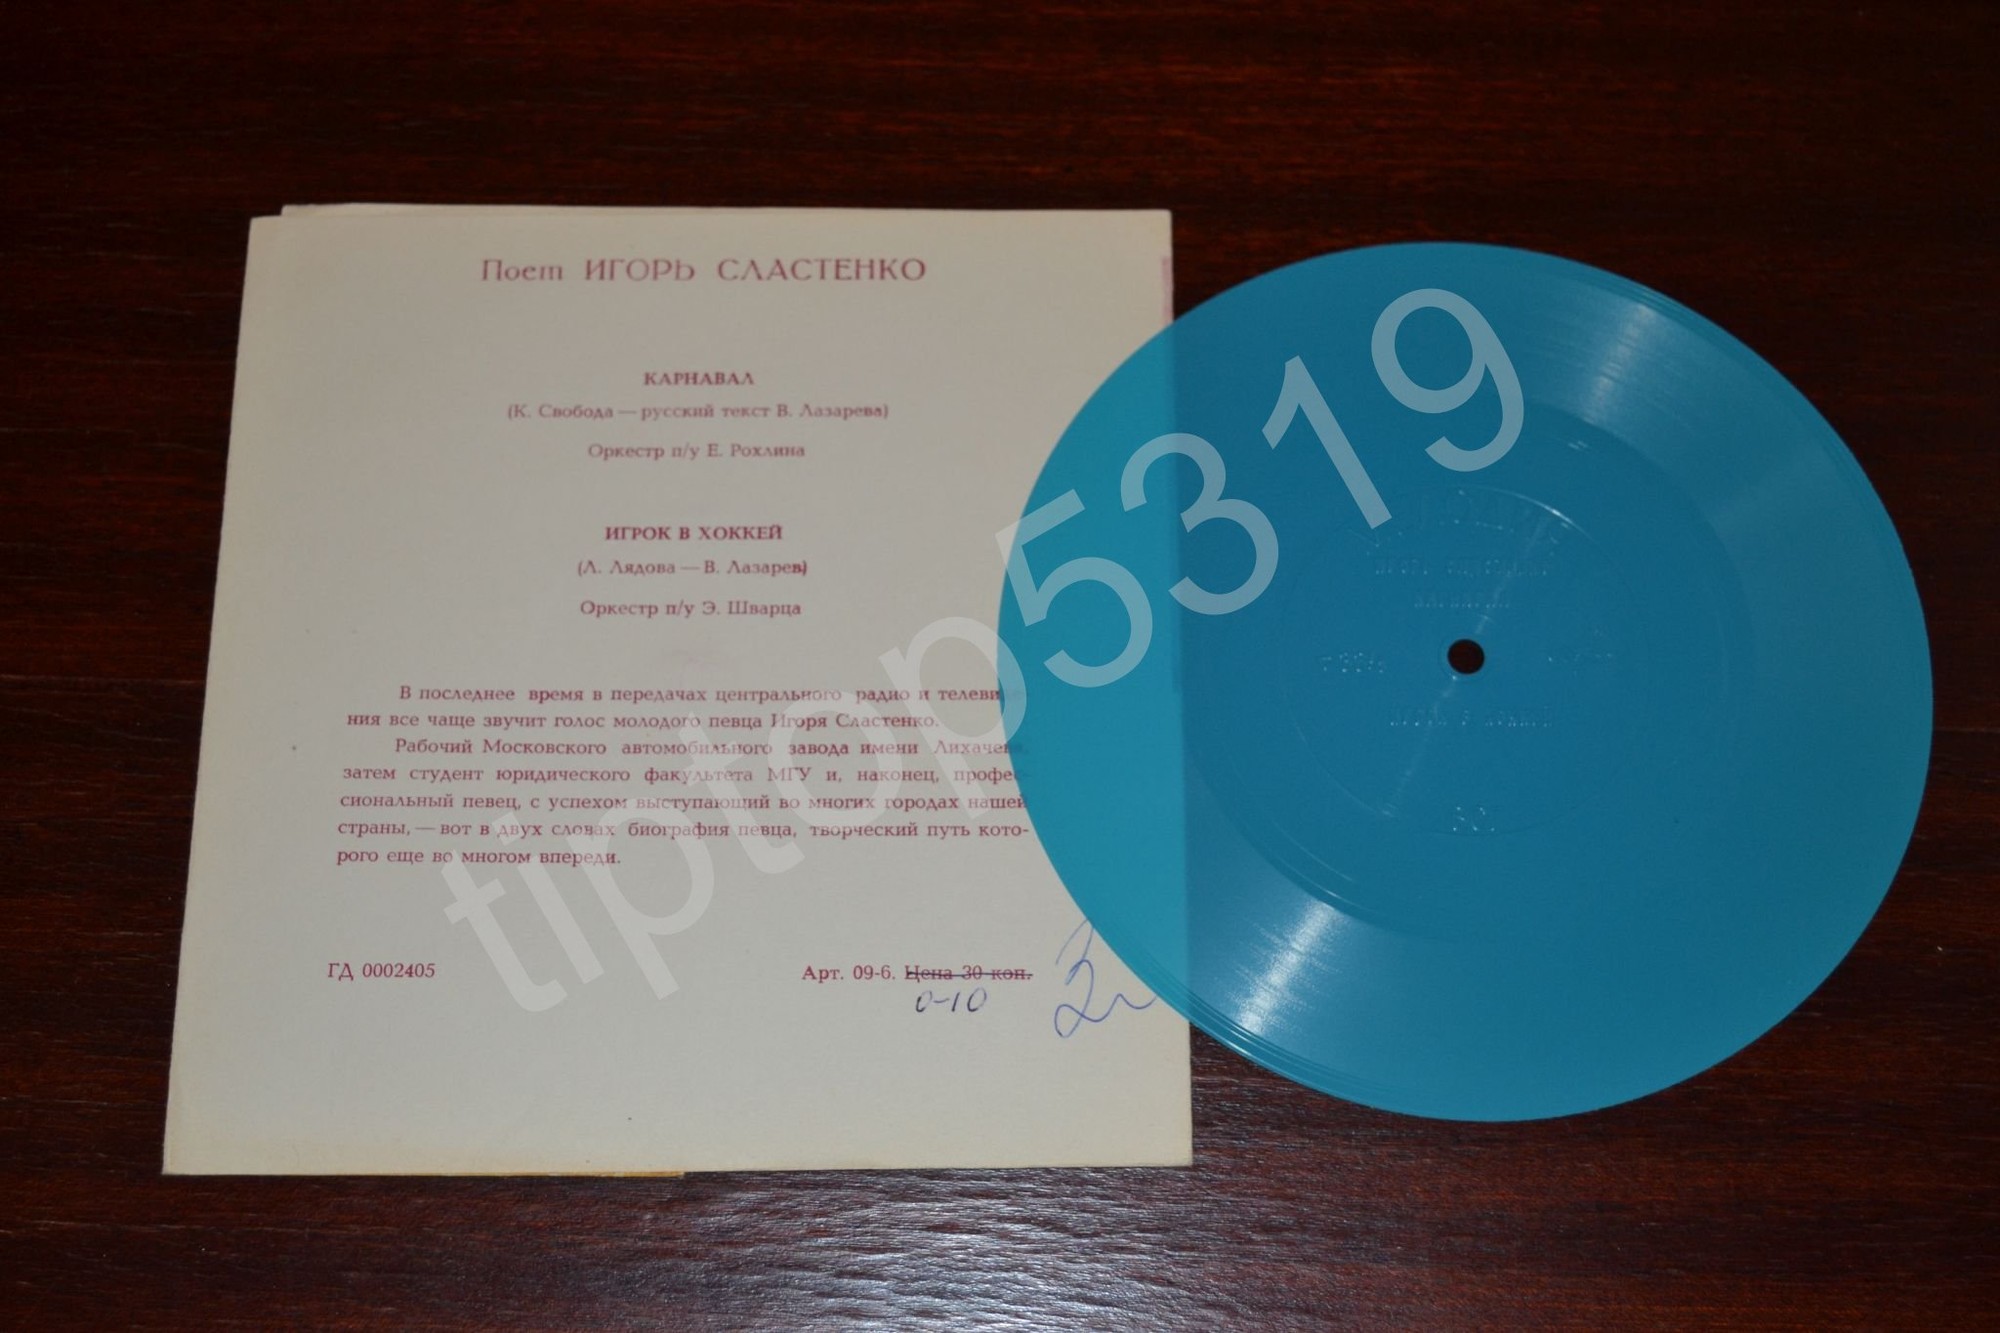 Поет ИГОРЬ СЛАСТЕНКО
КАРНАВАЛ
(К. Свобода — русский текст В. Лазарева)
Оркестр п/у Е. Рохлина
ИГРОК В ХОККЕЙ
(Л. Лядова — В. Лазарев)
Оркестр п/у Э. Шварца
В последнее время в передачах центрального радио и телеви
ния все чаще звучит голос молодого певца Игоря Сластенко.
Рабочий Московского автомобильного завода имени Лихачева,
затем студент юридического факультета МГУ и, наконец, профес-
сиональный певец, с успехом выступающий во многих городах нашей
страны, — вот в двух словах биография певца, творческий путь кото-
рого еще во многом впереди.
ГД 0002405
Арт. 09-6. Цена 30 коп.
0-10
tiptop5319